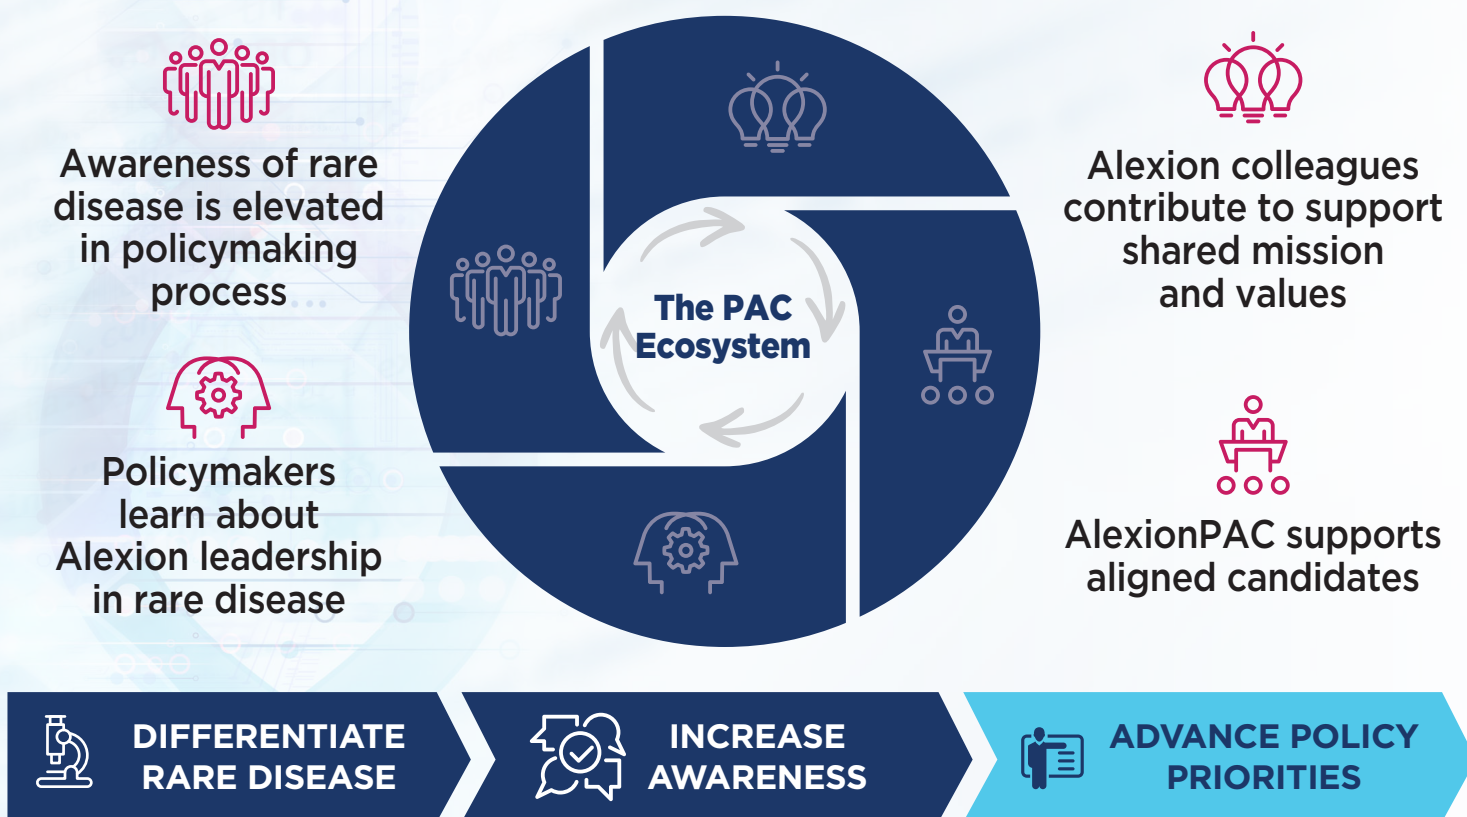 Awareness of rare
disease is elevated
in policymaking
process
Policymakers
learn about
Alexion leadership
in rare disease
The PAC
Ecosystem
Alexion colleagues
contribute to support
shared mission
and values
AlexionPAC supports
aligned candidates
DIFFERENTIATE
RARE DISEASE
INCREASE
AWARENESS
ADVANCE POLICY
PRIORITIES